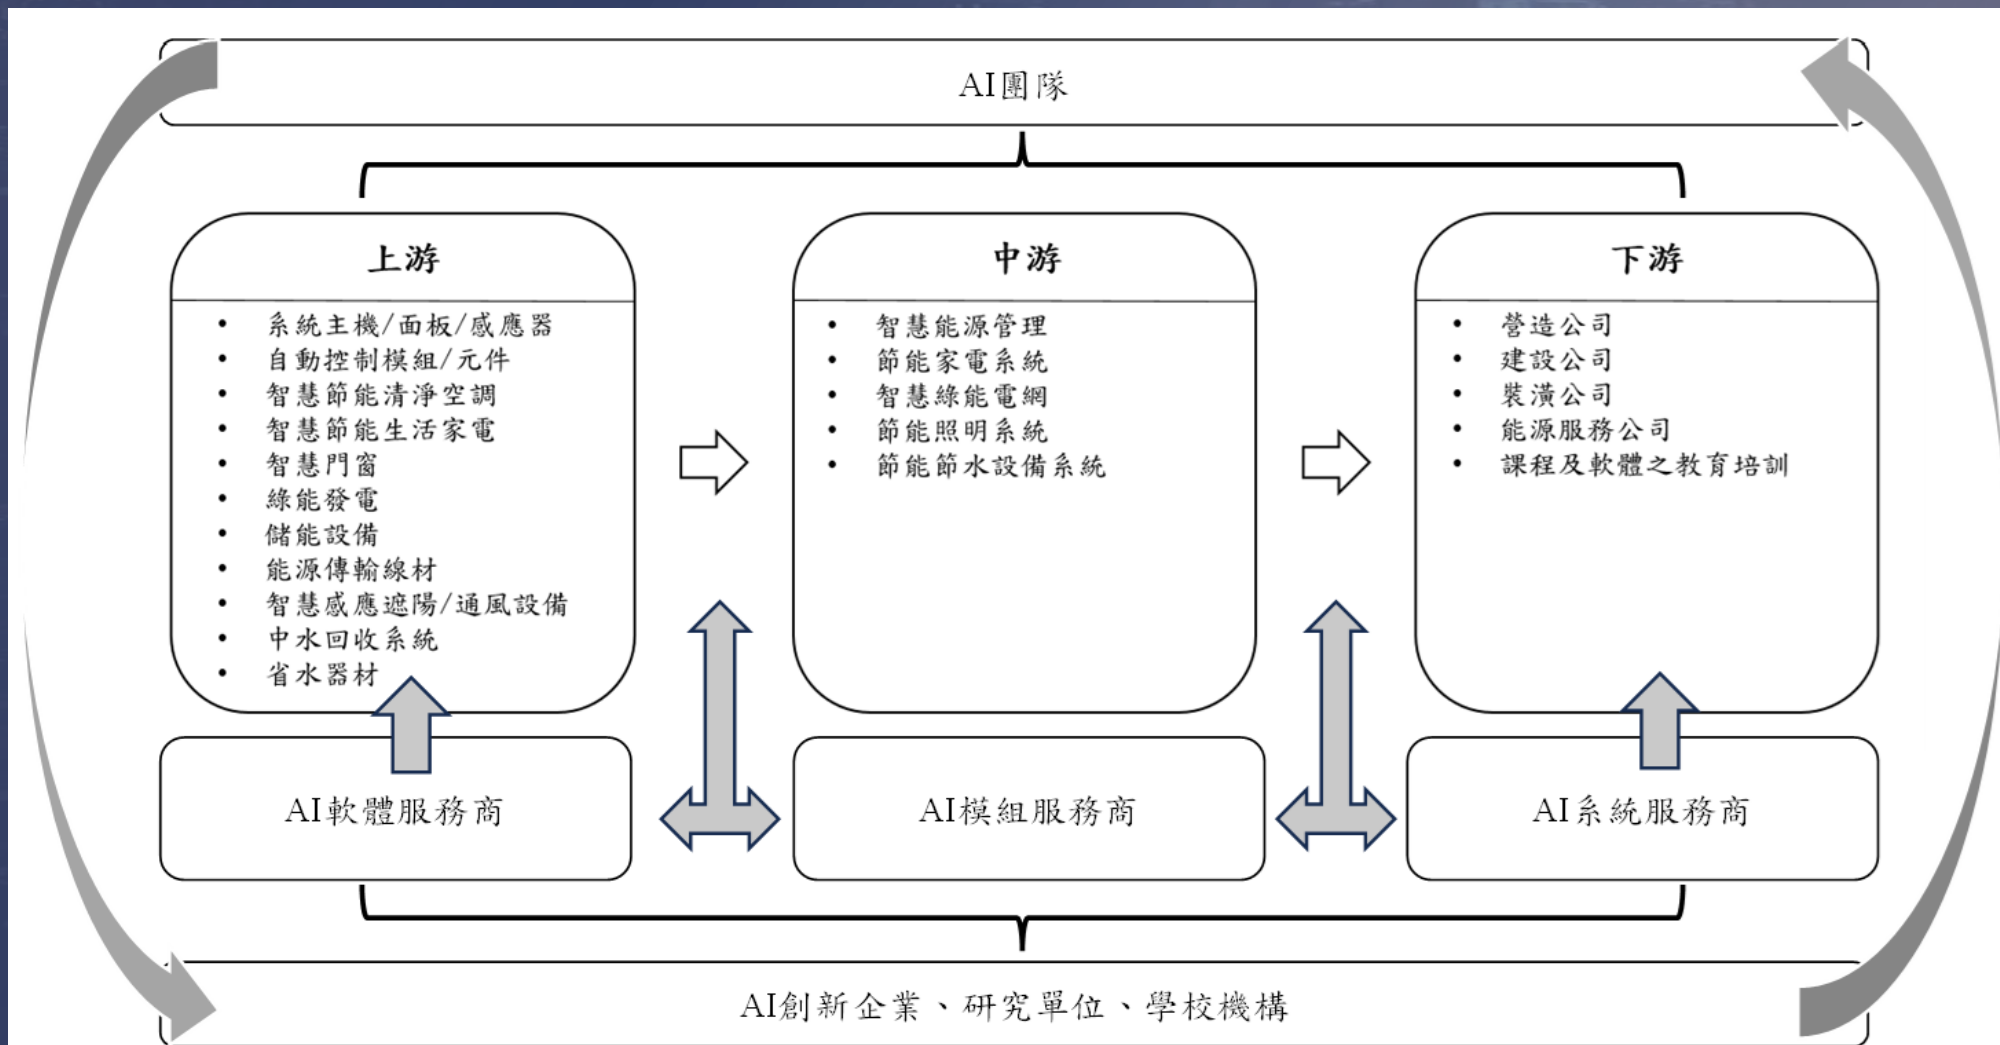 AI團隊
上游
• 系統主機/面板/感應器
• 自動控制模組/元件
• 智慧節能清淨空調
• 智慧節能生活家電
• 智慧門窗
• 綠能發電
• 儲能設備
• 能源傳輸線材
• 智慧感應遮陽/通風設備
• 中水回收系統
• 省水器材
中游
• 智慧能源管理
• 節能家電系統
• 智慧綠能電網
• 節能照明系統
• 節能節水設備系統
下游
• 營造公司
• 建設公司
• 裝潢公司
• 能源服務公司
• 課程及軟體之教育培訓
AI軟體服務商
AI模組服務商
AI系統服務商
AI創新企業、研究單位、學校機構